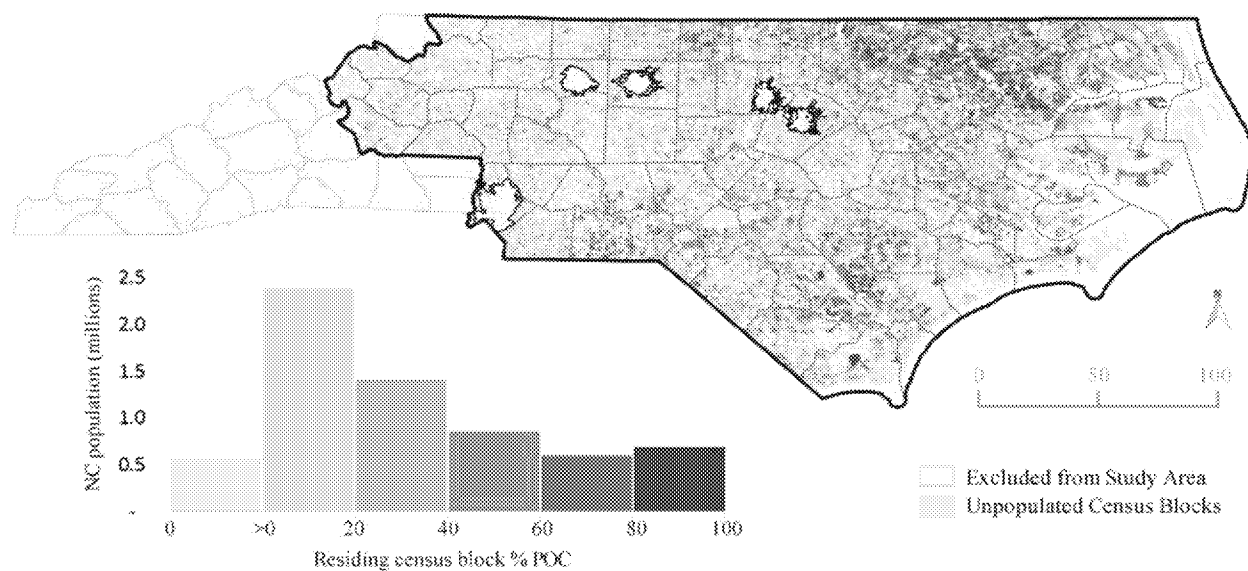 2.5
2.0
1.5
1.0
0.5
-
NC population (millions)
0 >0 20 40 60 80 100
Residing census block % POC
0 50 100
Excluded from Study Area
Unpopulated Census Blocks